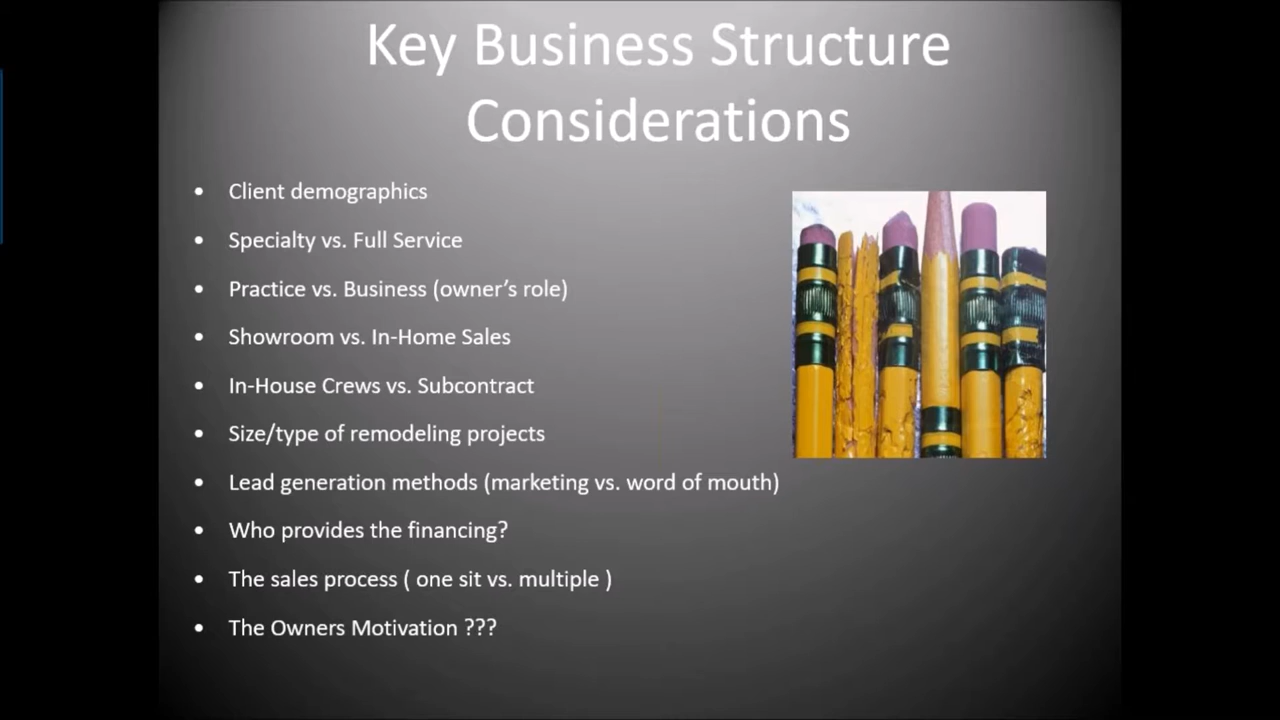 Key Business Structure
Considerations
• Client demographics
• Specialty vs. Full Service
• Practice vs. Business (owner’s role)
• Showroom vs. In-Home Sales
• In-House Crews vs. Subcontract
• Size/type of remodeling projects
• Lead generation methods (marketing vs. word of mouth)
• Who provides the financing?
• The sales process ( one sit vs. multiple )
• The Owners Motivation ???